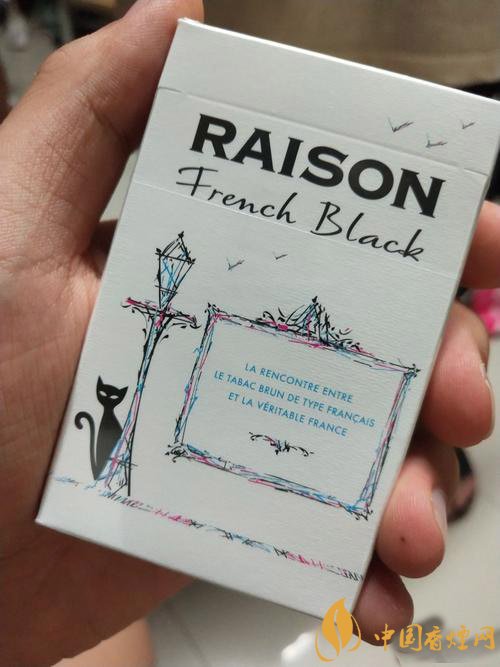 RAISON
French Black
LA RENCONTRE ENTRE
LE TABAC BRUN DE TYPE FRANÇAIS
ET LA VÉRITABLE FRANCE
中国香烟网